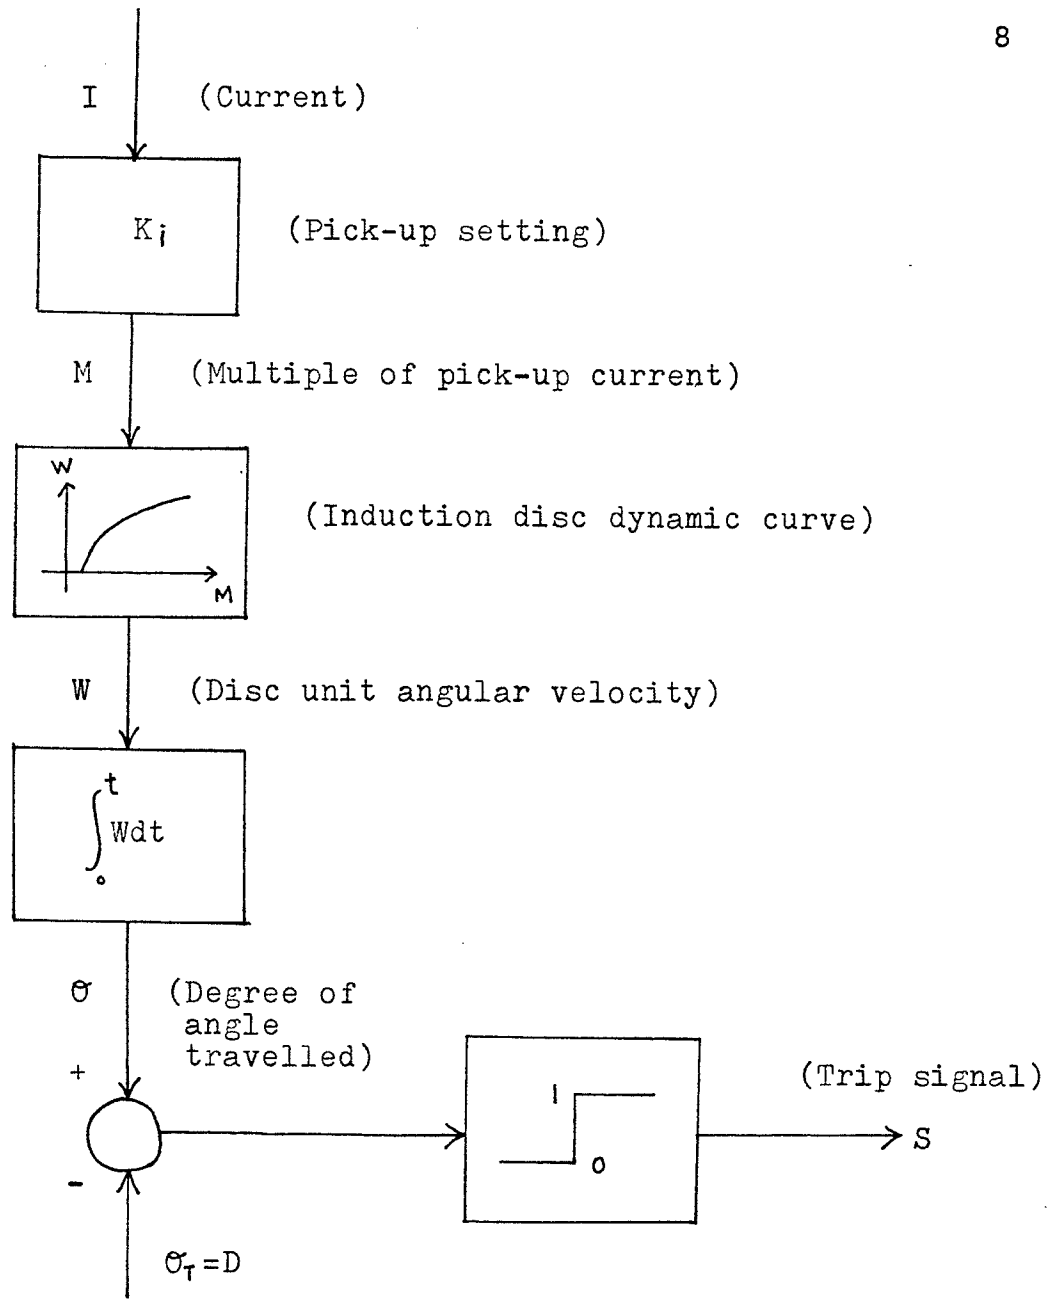 8
I (Current)
Ki (Pick-up setting)
M (Multiple of pick-up current)
W
M
(Induction disc dynamic curve)
W (Disc unit angular velocity)
t
∫ Wdt
o
θ (Degree of
angle
travelled)
+
1
0
(Trip signal)
S
-
θT=D